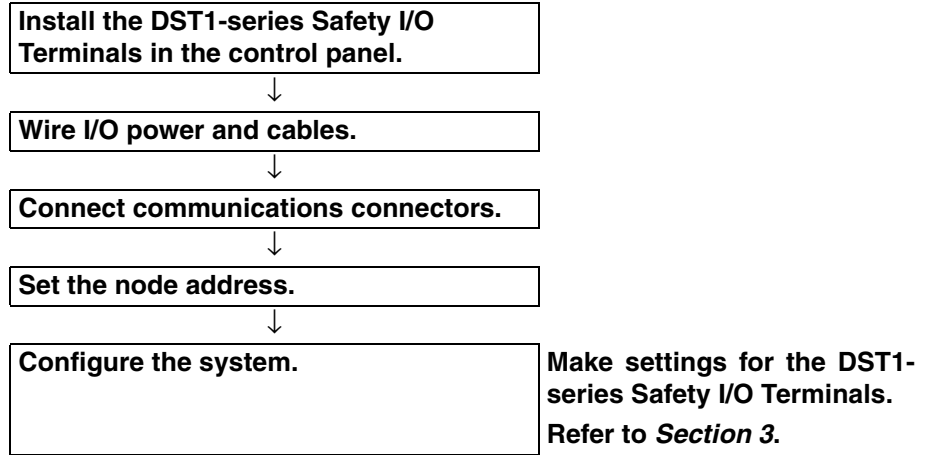 Install the DST1-series Safety I/O
Terminals in the control panel.
↓
Wire I/O power and cables.
↓
Connect communications connectors.
↓
Set the node address.
↓
Configure the system.
Make settings for the DST1-
series Safety I/O Terminals.
Refer to Section 3.